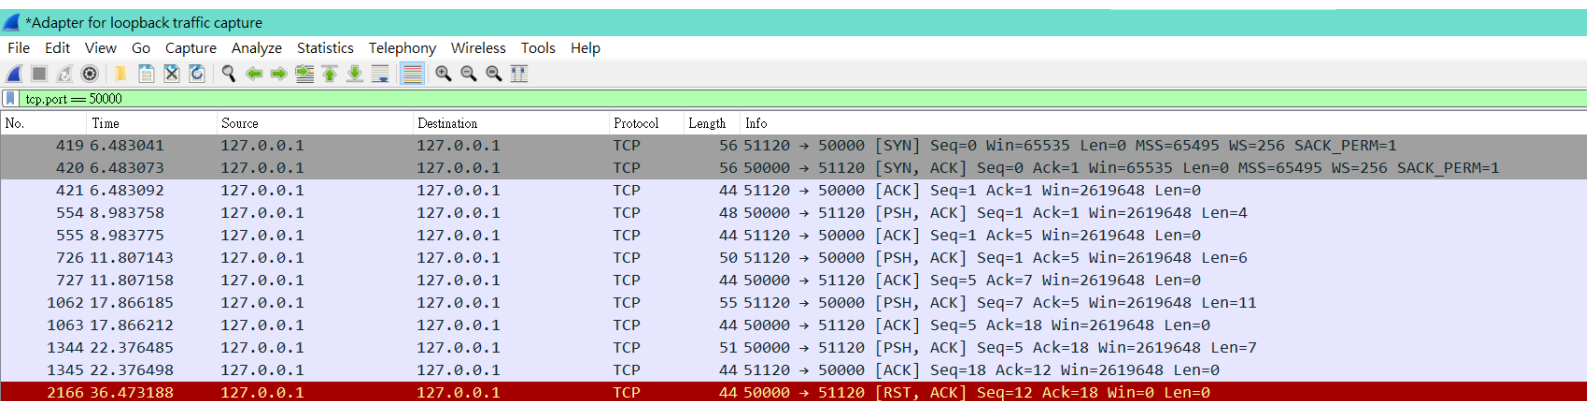 *Adapter for loopback traffic capture
File Edit View Go Capture Analyze Statistics Telephony Wireless Tools Help
tcp.port == 50000
No. Time Source Destination Protocol Length Info
419 6.483041 127.0.0.1 127.0.0.1 TCP 56 51120 → 50000 [SYN] Seq=0 Win=65535 Len=0 MSS=65495 WS=256 SACK_PERM=1
420 6.483073 127.0.0.1 127.0.0.1 TCP 56 50000 → 51120 [SYN, ACK] Seq=0 Ack=1 Win=65535 Len=0 MSS=65495 WS=256 SACK_PERM=1
421 6.483092 127.0.0.1 127.0.0.1 TCP 44 51120 → 50000 [ACK] Seq=1 Ack=1 Win=2619648 Len=0
554 8.983758 127.0.0.1 127.0.0.1 TCP 48 50000 → 51120 [PSH, ACK] Seq=1 Ack=1 Win=2619648 Len=4
555 8.983775 127.0.0.1 127.0.0.1 TCP 44 51120 → 50000 [ACK] Seq=1 Ack=5 Win=2619648 Len=0
726 11.807143 127.0.0.1 127.0.0.1 TCP 50 51120 → 50000 [PSH, ACK] Seq=1 Ack=5 Win=2619648 Len=6
727 11.807158 127.0.0.1 127.0.0.1 TCP 44 50000 → 51120 [ACK] Seq=5 Ack=7 Win=2619648 Len=0
1062 17.866185 127.0.0.1 127.0.0.1 TCP 55 51120 → 50000 [PSH, ACK] Seq=7 Ack=5 Win=2619648 Len=11
1063 17.866212 127.0.0.1 127.0.0.1 TCP 44 50000 → 51120 [ACK] Seq=5 Ack=18 Win=2619648 Len=0
1344 22.376485 127.0.0.1 127.0.0.1 TCP 51 50000 → 51120 [PSH, ACK] Seq=5 Ack=18 Win=2619648 Len=7
1345 22.376498 127.0.0.1 127.0.0.1 TCP 44 51120 → 50000 [ACK] Seq=18 Ack=12 Win=2619648 Len=0
2166 36.473188 127.0.0.1 127.0.0.1 TCP 44 50000 → 51120 [RST, ACK] Seq=12 Ack=18 Win=0 Len=0